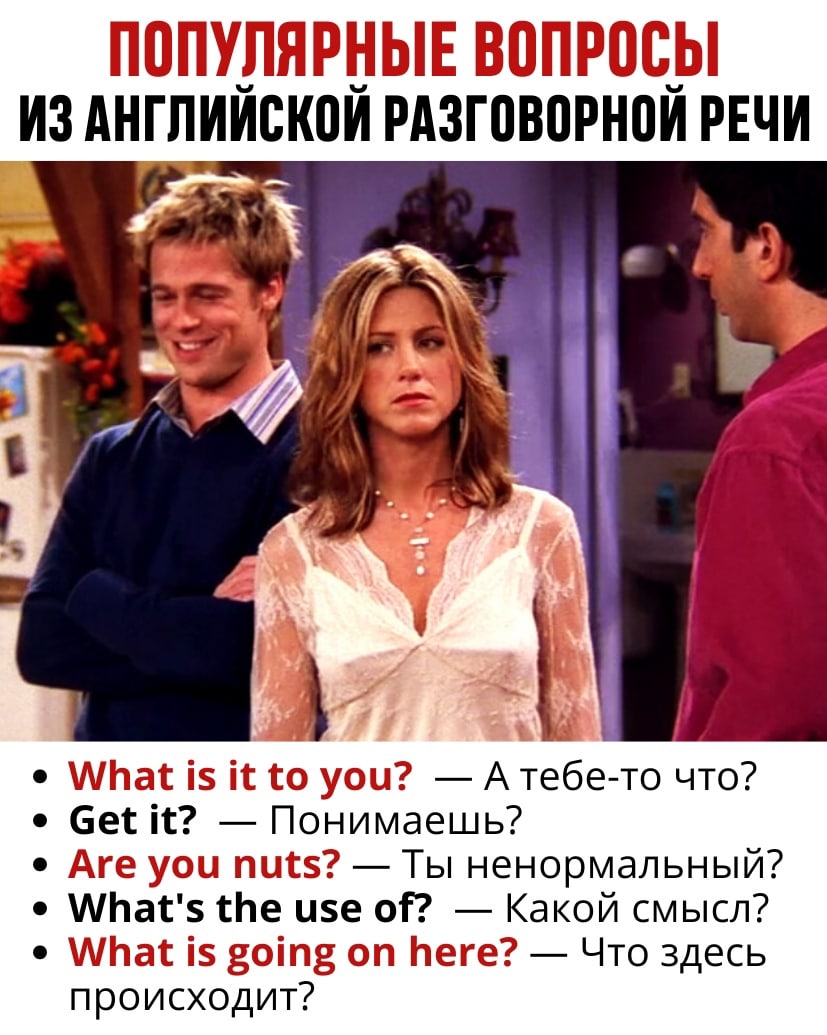 ПОПУЛЯРНЫЕ ВОПРОСЫ
ИЗ АНГЛИЙСКОЙ РАЗГОВОРНОЙ РЕЧИ
• What is it to you? — А тебе-то что?
• Get it? — Понимаешь?
• Are you nuts? — Ты ненормальный?
• What's the use of? — Какой смысл?
• What is going on here? — Что здесь
происходит?